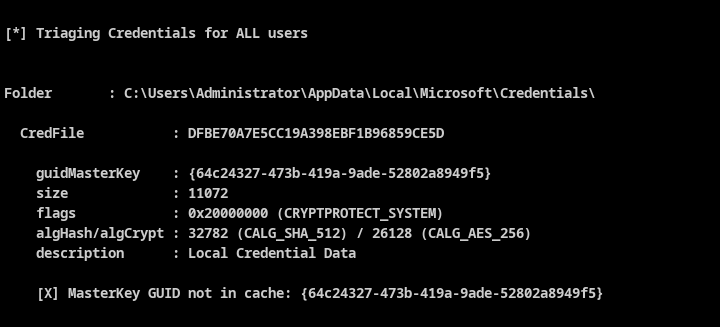 [*] Triaging Credentials for ALL users
Folder : C:\Users\Administrator\AppData\Local\Microsoft\Credentials\
CredFile : DFBE70A7E5CC19A398EBF1B96859CE5D
guidMasterKey : {64c24327-473b-419a-9ade-52802a8949f5}
size : 11072
flags : 0x20000000 (CRYPTPROTECT_SYSTEM)
algHash/algCrypt : 32782 (CALG_SHA_512) / 26128 (CALG_AES_256)
description : Local Credential Data
[X] MasterKey GUID not in cache: {64c24327-473b-419a-9ade-52802a8949f5}